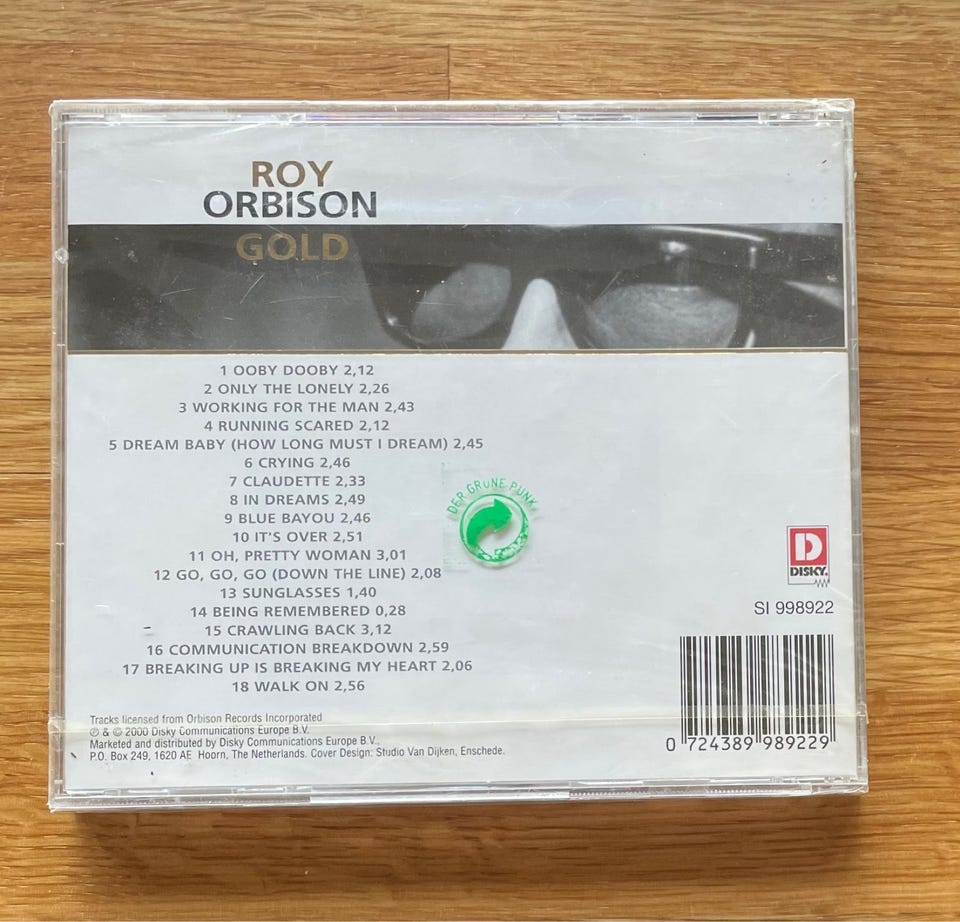 ROY
ORBISON
GOLD
1 OOBY DOOBY 2,12
2 ONLY THE LONELY 2,26
3 WORKING FOR THE MAN 2,43
4 RUNNING SCARED 2,12
5 DREAM BABY (HOW LONG MUST I DREAM) 2,45
6 CRYING 2,46
7 CLAUDETTE 2,33
8 IN DREAMS 2,49
9 BLUE BAYOU 2,46
10 IT'S OVER 2,51
11 OH, PRETTY WOMAN 3,01
12 GO, GO, GO (DOWN THE LINE) 2,08
13 SUNGLASSES 1,40
14 BEING REMEMBERED 0,28
15 CRAWLING BACK 3,12
16 COMMUNICATION BREAKDOWN 2,59
17 BREAKING UP IS BREAKING MY HEART 2,06
18 WALK ON 2,56
DER GRÜNE PUNKT
D
DISKY.
SI 998922
0 724389 989229
Tracks licensed from Orbison Records Incorporated
℗ & © 2000 Disky Communications Europe B.V.
Marketed and distributed by Disky Communications Europe B.V.,
P.O. Box 249, 1620 AE Hoorn, The Netherlands. Cover Design: Studio Van Dijken, Enschede.